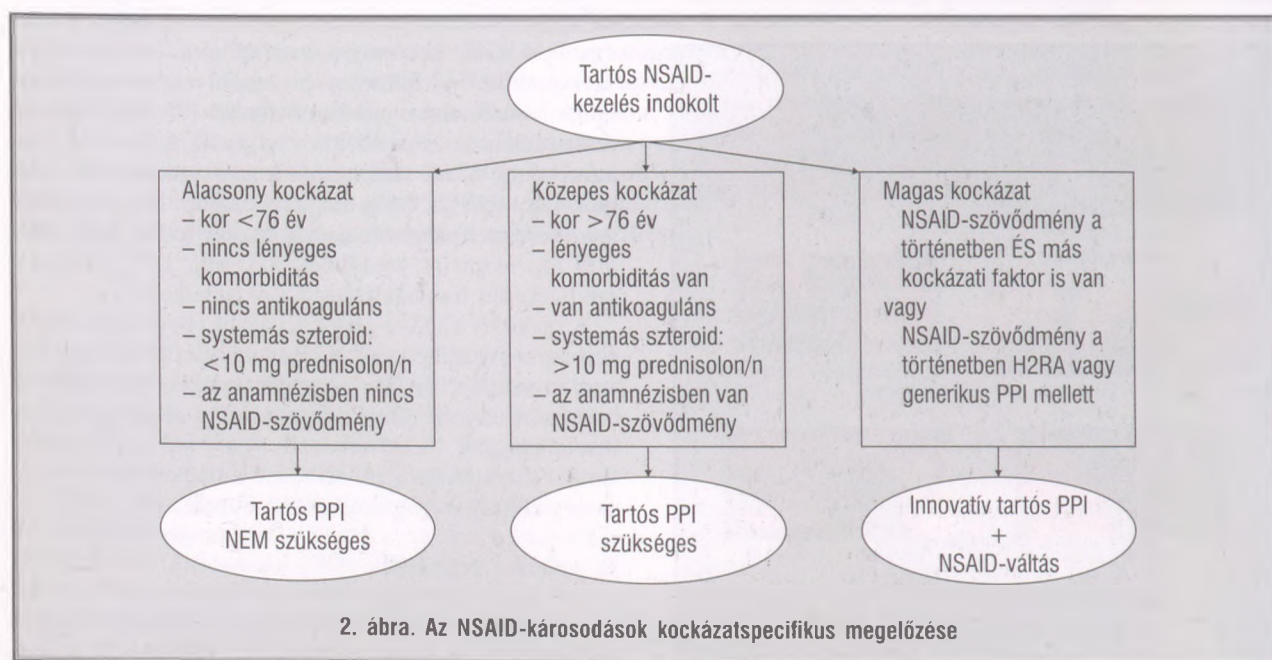 Tartós NSAID-
kezelés indokolt
Alacsony kockázat
– kor <76 év
– nincs lényeges
komorbiditás
– nincs antikoaguláns
– systemás szteroid:
<10 mg prednisolon/n
– az anamnézisben nincs
NSAID-szövődmény
Közepes kockázat
– kor >76 év
– lényeges
komorbiditás van
– van antikoaguláns
– systemás szteroid:
>10 mg prednisolon/n
– az anamnézisben van
NSAID-szövődmény
Magas kockázat
NSAID-szövődmény a
történetben ÉS más
kockázati faktor is van
vagy
NSAID-szövődmény a
történetben H2RA vagy
generikus PPI mellett
Tartós PPI
NEM szükséges
Tartós PPI
szükséges
Innovatív tartós PPI
+
NSAID-váltás
2. ábra. Az NSAID-károsodások kockázatspecifikus megelőzése